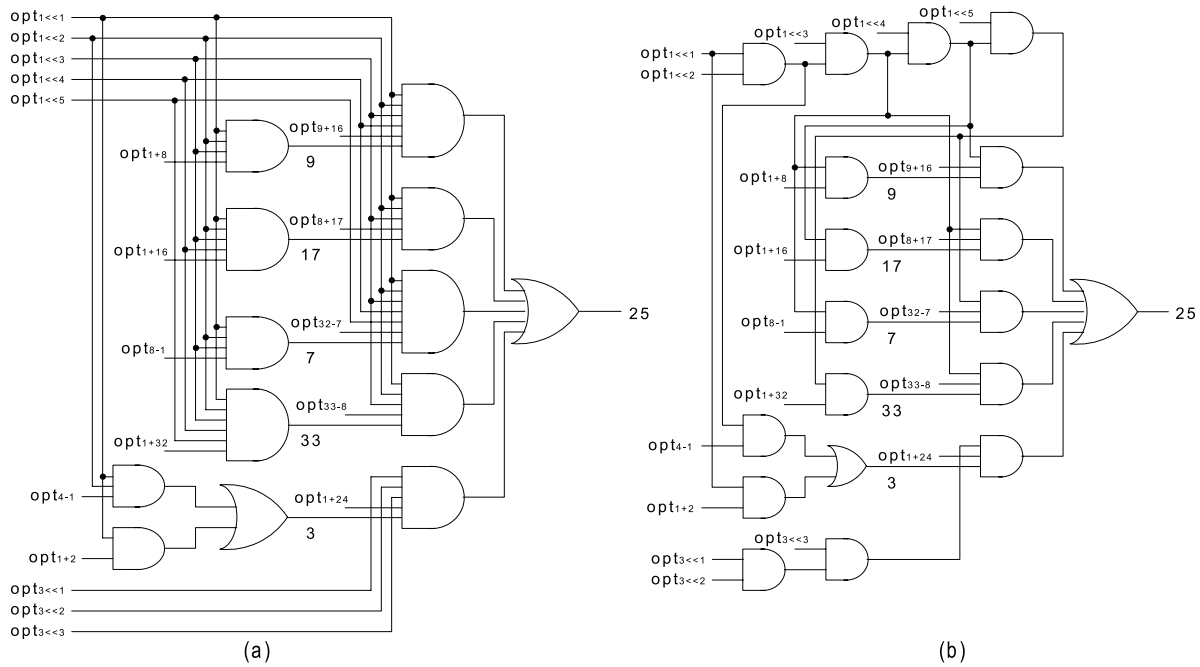 opt1<<1
opt1<<2
opt1<<3
opt1<<4
opt1<<5
opt1+8
opt9+16
9
opt1+16
opt8+17
17
opt8-1
opt32-7
7
opt1+32
opt33-8
33
opt4-1
opt1+2
opt1+24
3
opt3<<1
opt3<<2
opt3<<3
25
(a)
opt1<<5
opt1<<4
opt1<<3
opt1<<1
opt1<<2
opt1+8
opt9+16
9
opt1+16
opt8+17
17
opt8-1
opt32-7
7
opt1+32
opt33-8
33
opt4-1
opt1+2
opt1+24
3
opt3<<3
opt3<<1
opt3<<2
25
(b)